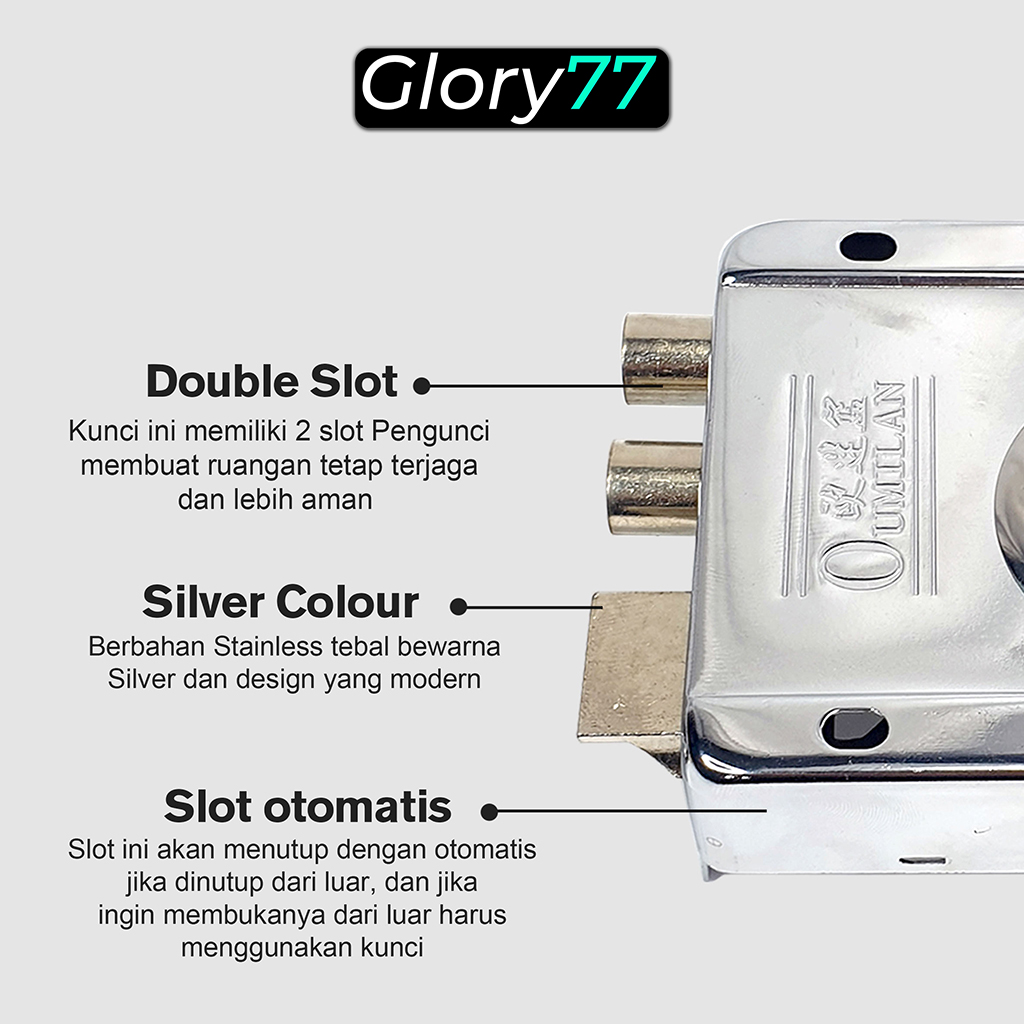 Glory77
Double Slot
Kunci ini memiliki 2 slot Pengunci
membuat ruangan tetap terjaga
dan lebih aman
Silver Colour
Berbahan Stainless tebal bewarna
Silver dan design yang modern
Slot otomatis
Slot ini akan menutup dengan otomatis
jika dinutup dari luar, dan jika
ingin membukanya dari luar harus
menggunakan kunci
OUMILAN